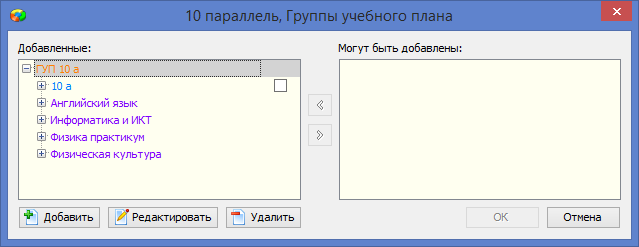 10 параллель, Группы учебного плана
Добавленные:
Могут быть добавлены:
ГУП 10 а
10 а
Английский язык
Информатика и ИКТ
Физика практикум
Физическая культура
Добавить
Редактировать
Удалить
OK
Отмена